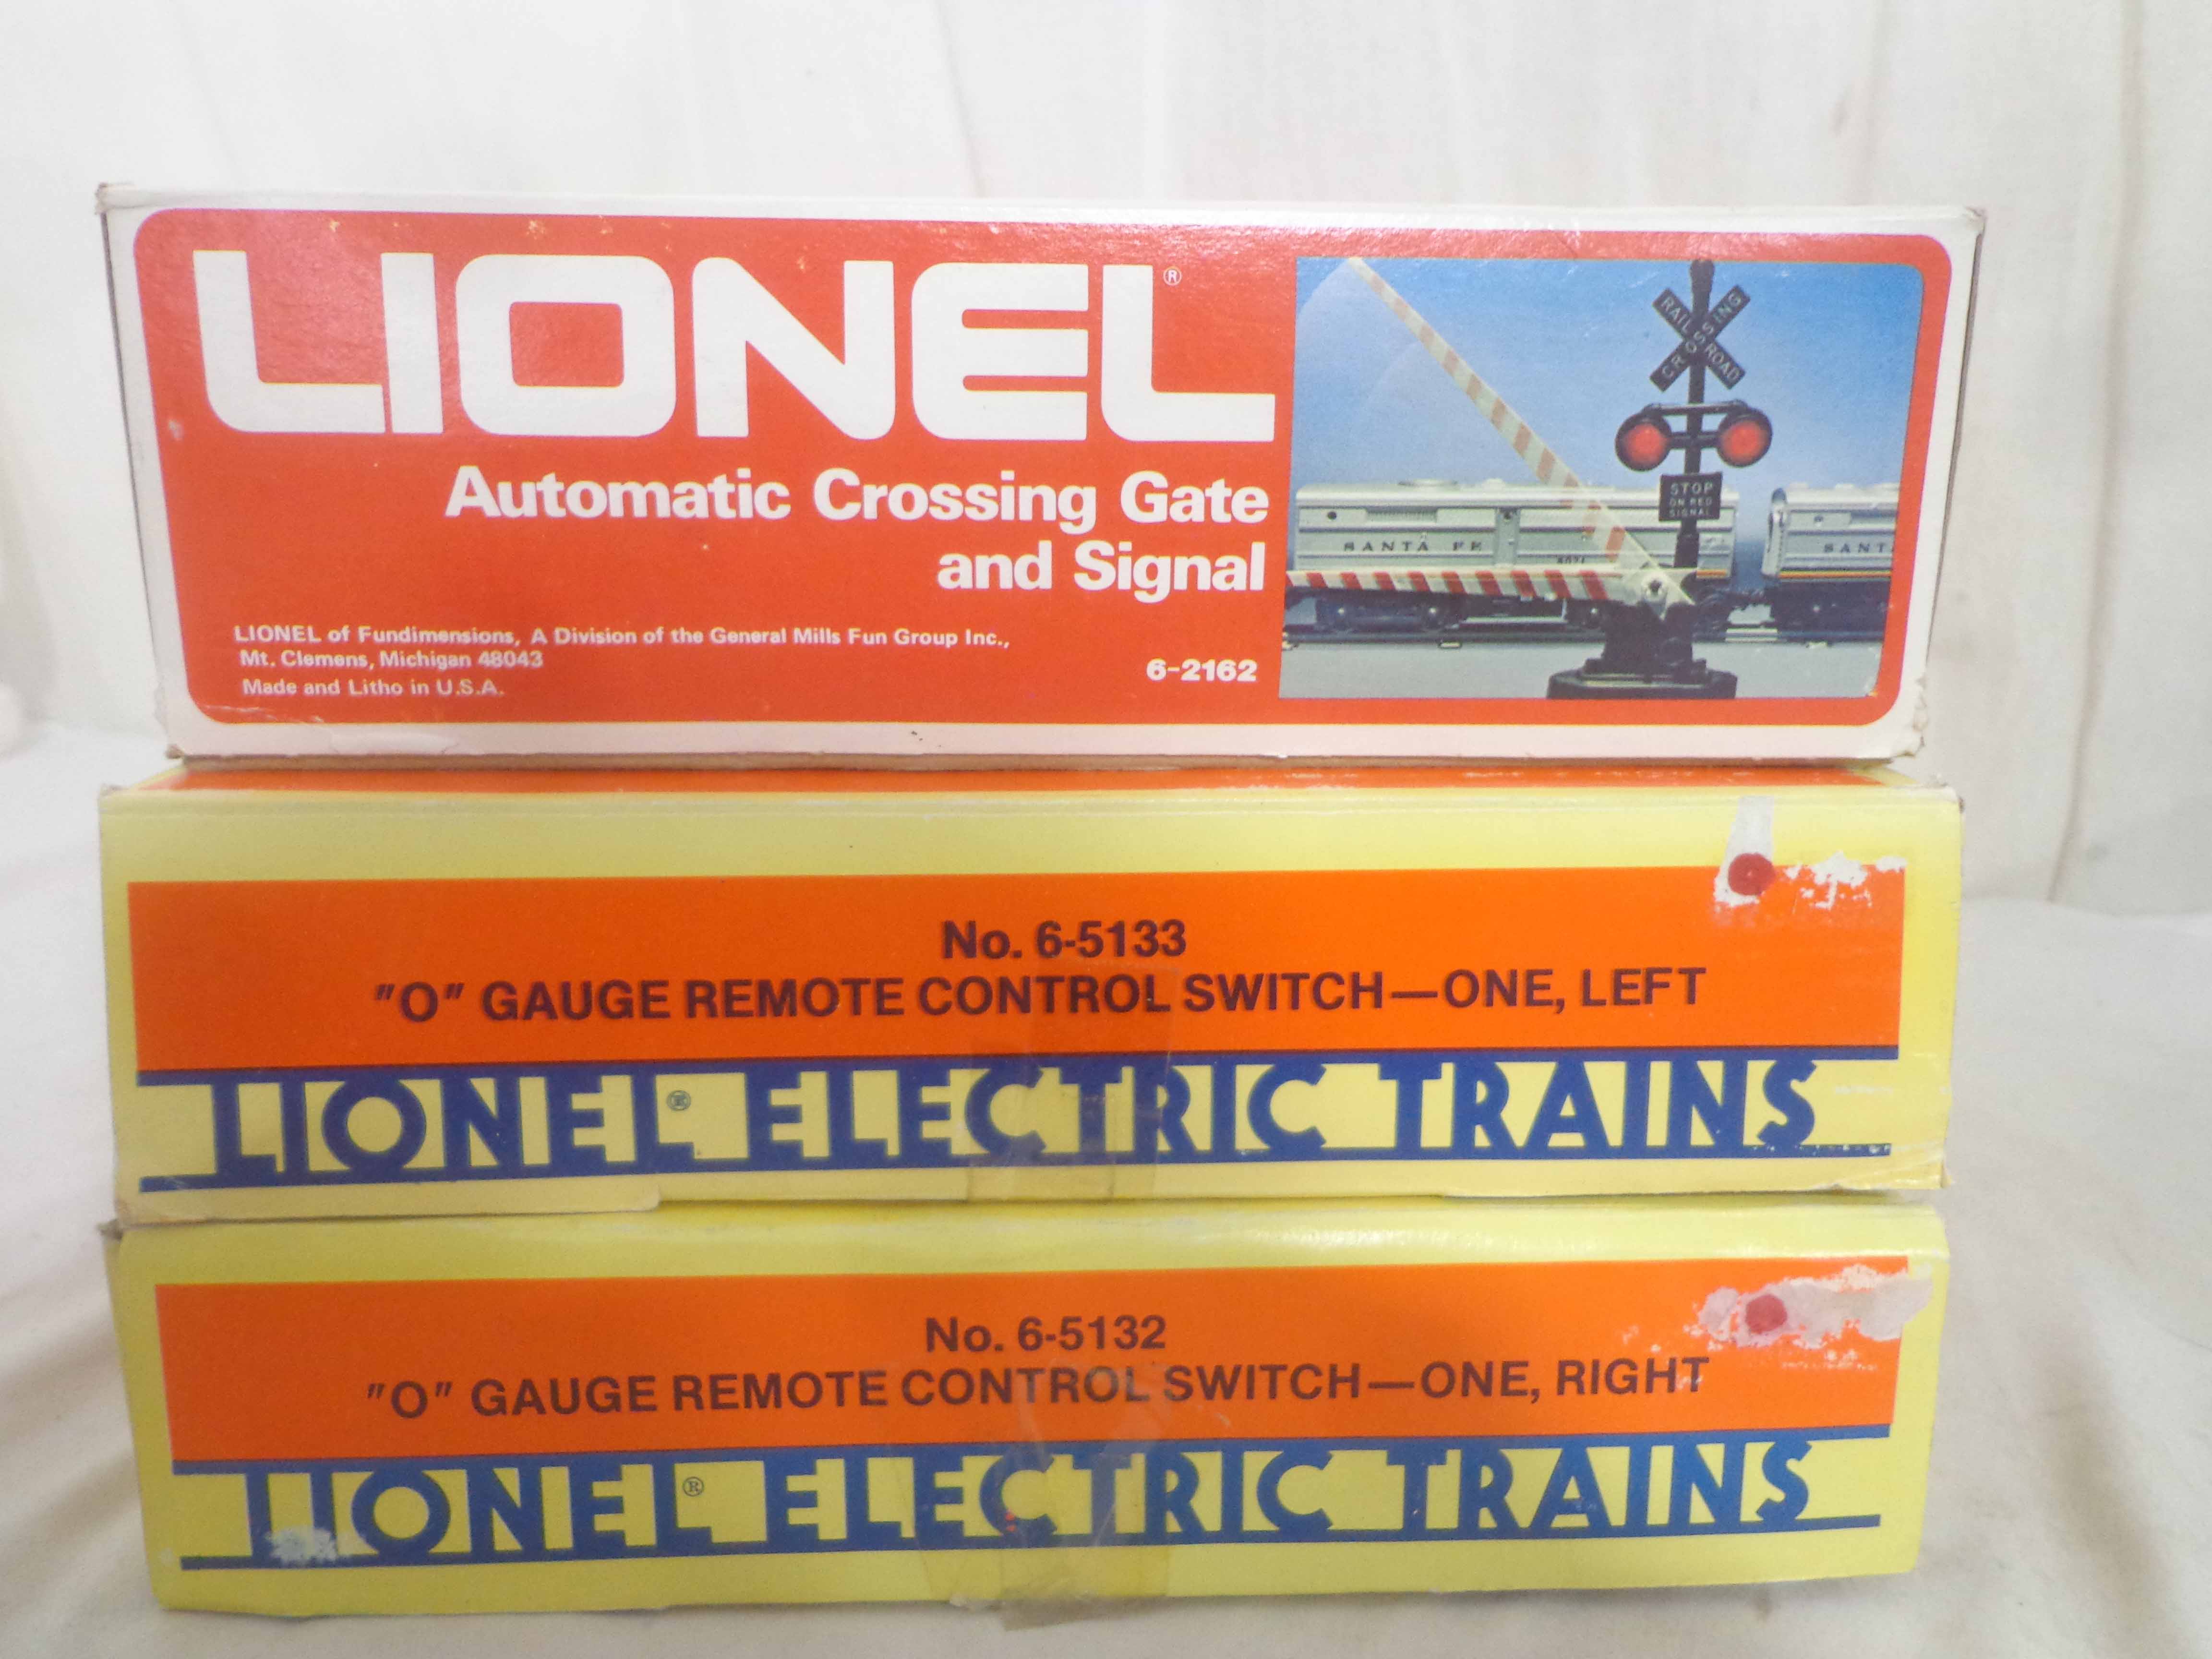 LIONEL®
Automatic Crossing Gate
and Signal
LIONEL of Fundimensions, A Division of the General Mills Fun Group Inc.,
Mt. Clemens, Michigan 48043
Made and Litho in U.S.A.
6-2162
RAIL ROAD
CROSSING
STOP
ON RED
SIGNAL
SANTA FE
SANT
No. 6-5133
"O" GAUGE REMOTE CONTROL SWITCH—ONE, LEFT
LIONEL® ELECTRIC TRAINS
No. 6-5132
"O" GAUGE REMOTE CONTROL SWITCH—ONE, RIGHT
LIONEL® ELECTRIC TRAINS